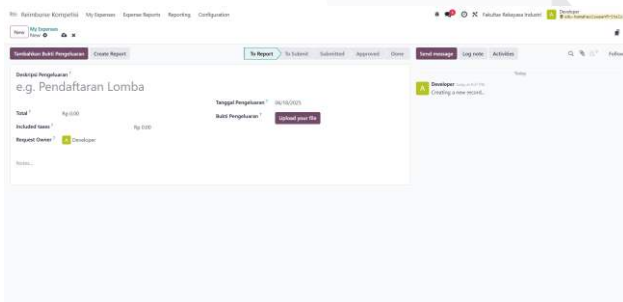 Reimburse Kompetisi My Expenses Expense Reports Reporting Configuration Fakultas Rekayasa Industri Developer
New My Expenses
New
Tambahkan Bukti Pengeluaran Create Report To Report To Submit Submitted Approved Done Send message Log note Activities Follow
Deskripsi Pengeluaran ?
e.g. Pendaftaran Lomba
Today
Developer
Creating a new record...
Total ? Rp 0.00
Included taxes ? Rp 0.00
Request Owner ? A Developer
Tanggal Pengeluaran ? 06/16/2025
Bukti Pengeluaran ? Upload your file
Notes...